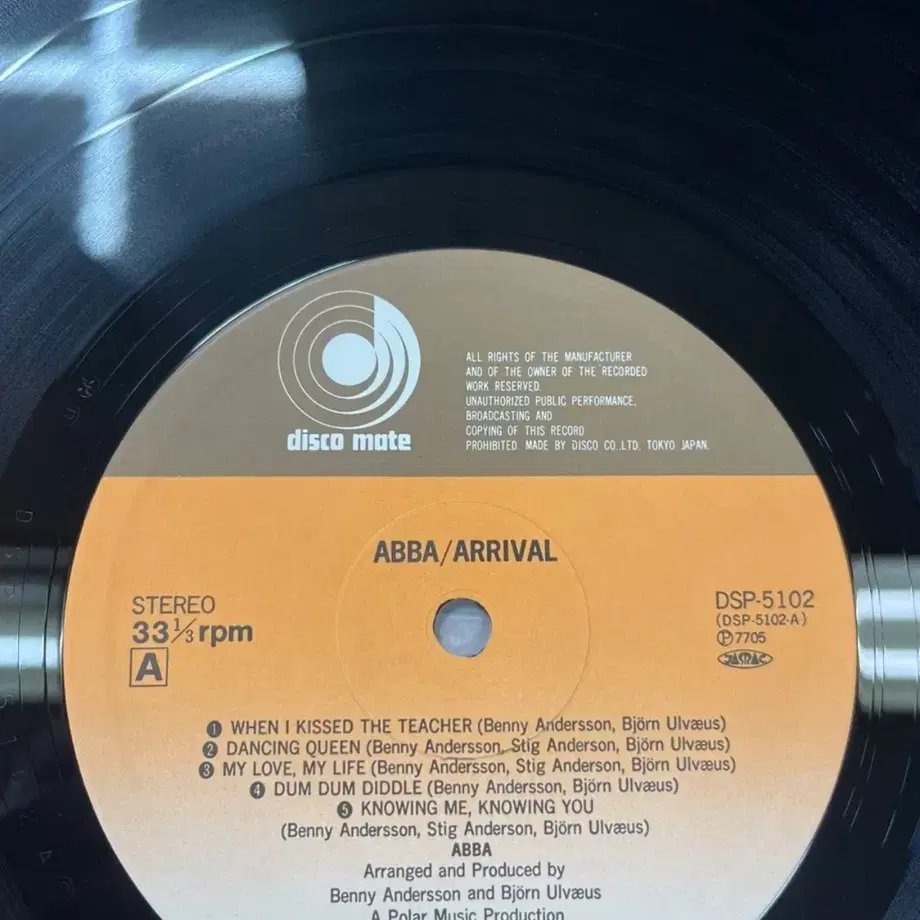 disco mate
ALL RIGHTS OF THE MANUFACTURER
AND OF THE OWNER OF THE RECORDED
WORK RESERVED.
UNAUTHORIZED PUBLIC PERFORMANCE,
BROADCASTING AND
COPYING OF THIS RECORD
PROHIBITED. MADE BY DISCO CO.,LTD. TOKYO JAPAN.
ABBA/ARRIVAL
STEREO
33⅓rpm
A
DSP-5102
(DSP-5102-A)
Ⓟ7705
JASRAC
❶ WHEN I KISSED THE TEACHER (Benny Andersson, Björn Ulvæus)
❷ DANCING QUEEN (Benny Andersson, Stig Anderson, Björn Ulvæus)
❸ MY LOVE, MY LIFE (Benny Andersson, Stig Anderson, Björn Ulvæus)
❹ DUM DUM DIDDLE (Benny Andersson, Björn Ulvæus)
❺ KNOWING ME, KNOWING YOU
(Benny Andersson, Stig Anderson, Björn Ulvæus)
ABBA
Arranged and Produced by
Benny Andersson and Björn Ulvæus
A Polar Music Production